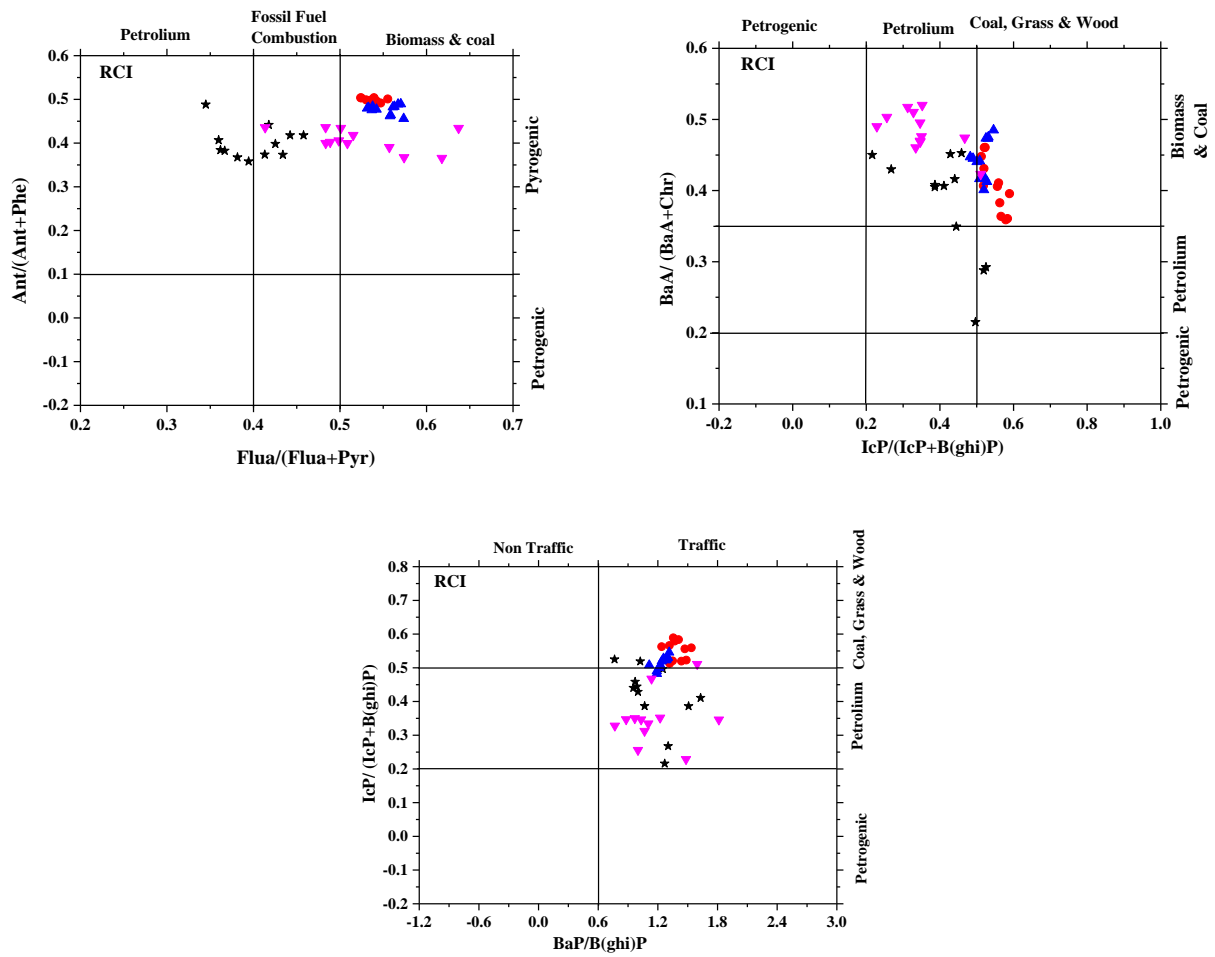 Petrolium
Fossil Fuel
Combustion
Biomass & coal
RCI
0.6
0.5
0.4
0.3
0.2
0.1
0.0
-0.1
-0.2
0.2
0.3
0.4
0.5
0.6
0.7
Ant/(Ant+Phe)
Flua/(Flua+Pyr)
Pyrogenic
Petrogenic
Petrogenic
Petrolium
Coal, Grass & Wood
RCI
0.6
0.5
0.4
0.3
0.2
0.1
-0.2
0.0
0.2
0.4
0.6
0.8
1.0
BaA/ (BaA+Chr)
IcP/(IcP+B(ghi)P)
Biomass
& Coal
Petrolium
Petrogenic
Non Traffic
Traffic
RCI
0.8
0.7
0.6
0.5
0.4
0.3
0.2
0.1
0.0
-0.1
-0.2
-1.2
-0.6
0.0
0.6
1.2
1.8
2.4
3.0
IcP/ (IcP+B(ghi)P)
BaP/B(ghi)P
Coal, Grass & Wood
Petrolium
Petrogenic